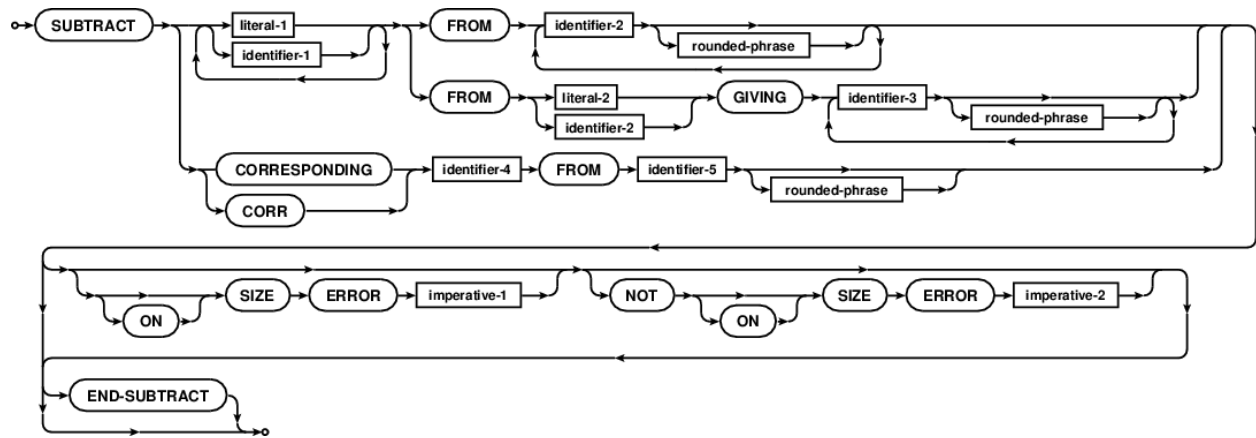 SUBTRACT literal-1 FROM identifier-2
identifier-1 rounded-phrase
FROM literal-2 GIVING identifier-3
identifier-2 rounded-phrase
CORRESPONDING identifier-4 FROM identifier-5
CORR rounded-phrase
SIZE ERROR imperative-1 NOT SIZE ERROR imperative-2
ON ON
END-SUBTRACT